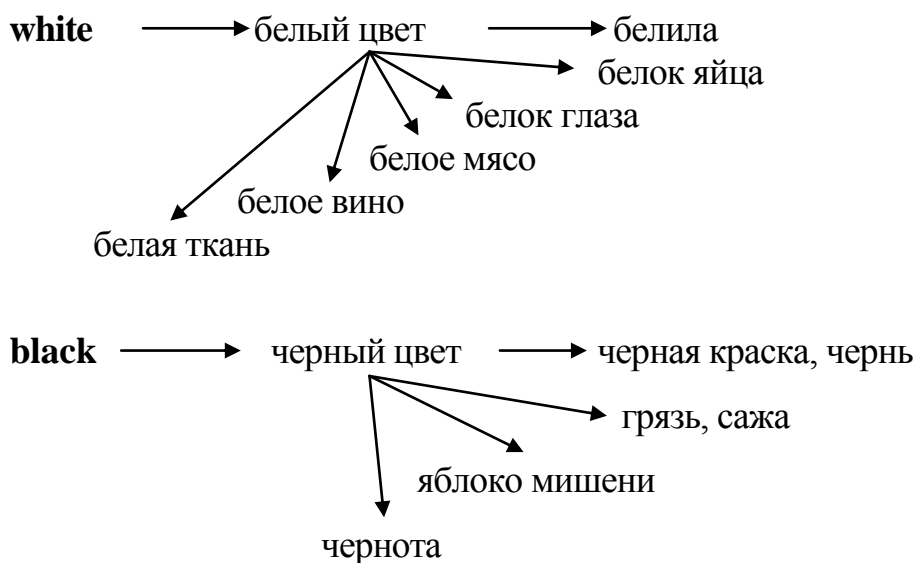 white белый цвет белила
белок яйца
белок глаза
белое мясо
белое вино
белая ткань
black черный цвет черная краска, чернь
грязь, сажа
яблоко мишени
чернота